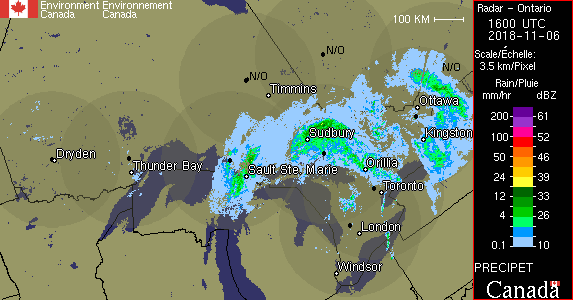 Environment Environnement
Canada Canada
100 KM
N/O
N/O
N/O
Timmins
Ottawa
Sudbury
Kingston
Dryden
Thunder Bay
Sault Ste. Marie
Orillia
Toronto
London
Windsor
Radar - Ontario
1600 UTC
2018-11-06
Scale/Échelle:
3.5 km/Pixel
Rain/Pluie
mm/hr dBZ
200 61
100 52
50 46
24 39
12 33
4 26
0.1 10
PRECIPET
Canada